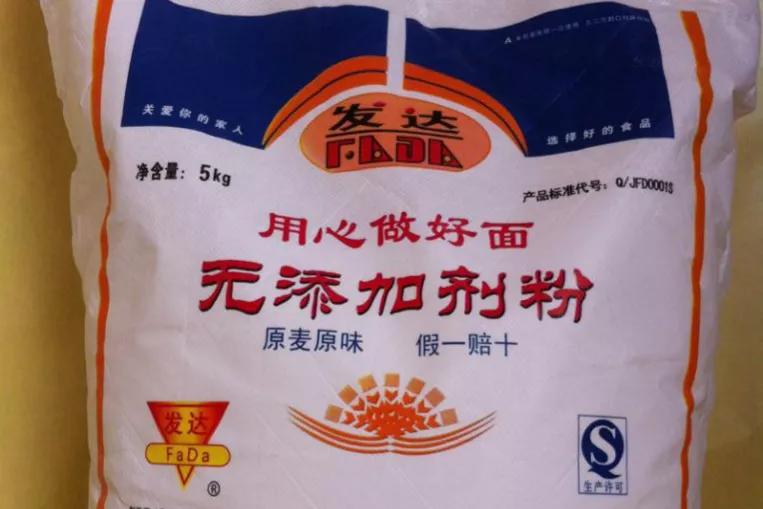 发达
FADA
关爱你的家人
选择好的食品
净含量：5kg
产品标准代号：Q/JFD0001S
用心做好面
无添加剂粉
原麦原味 假一赔十
发达
FaDa
®
QS
生产许可